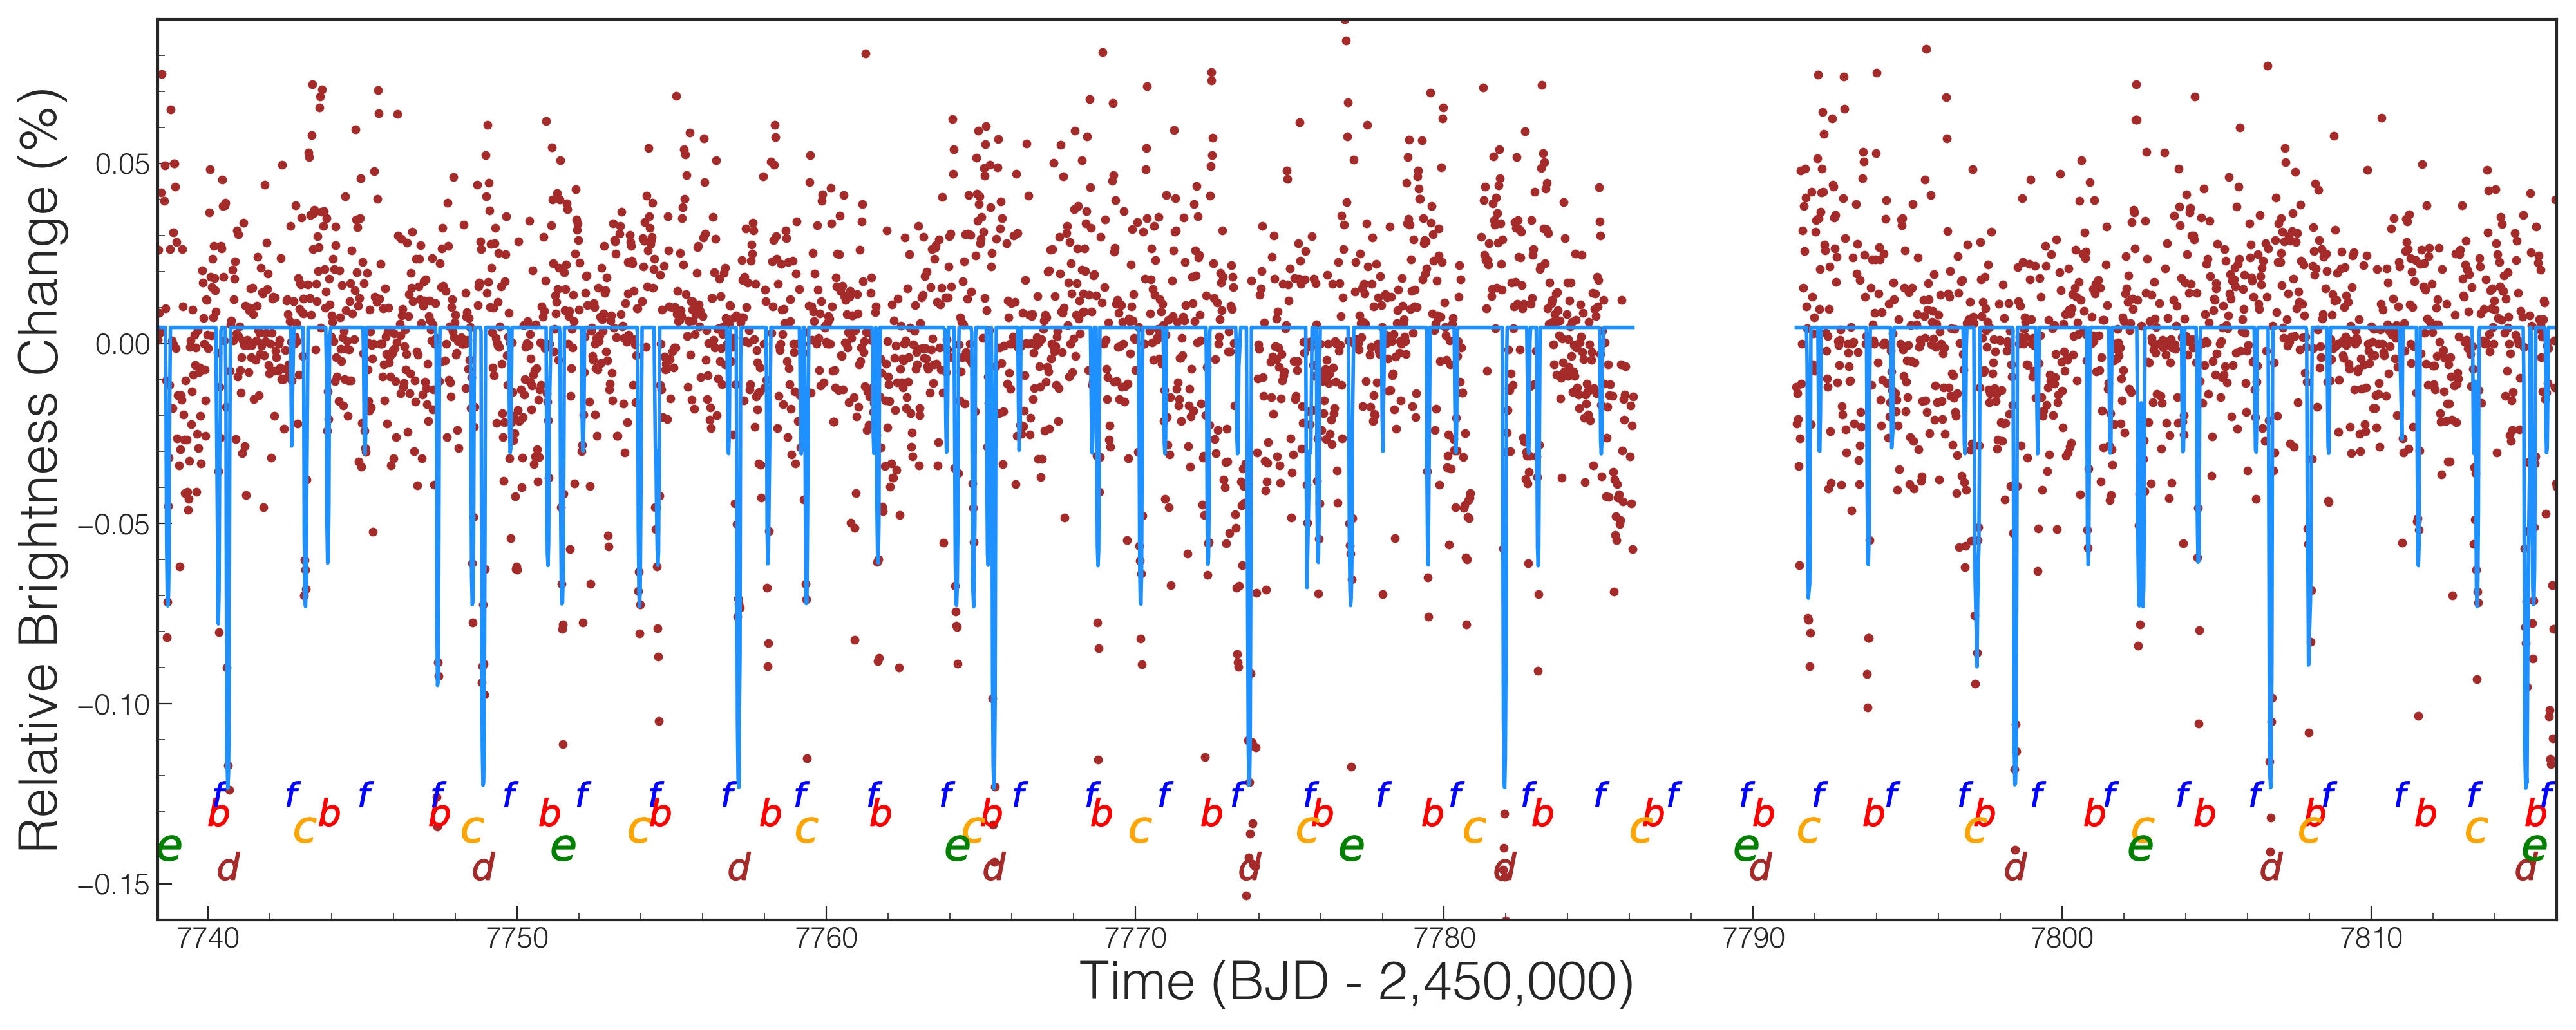 Relative Brightness Change (%)
0.05
0.00
−0.05
−0.10
−0.15
f f f f f f f f f f f f f f f f f f f f f f f f f f f f f f f f f
b b b b b b b b b b b b b b b b b b b b b b
c c c c c c c c c c c c c c
e e e e e e e
d d d d d d d d d d
7740 7750 7760 7770 7780 7790 7800 7810
Time (BJD - 2,450,000)